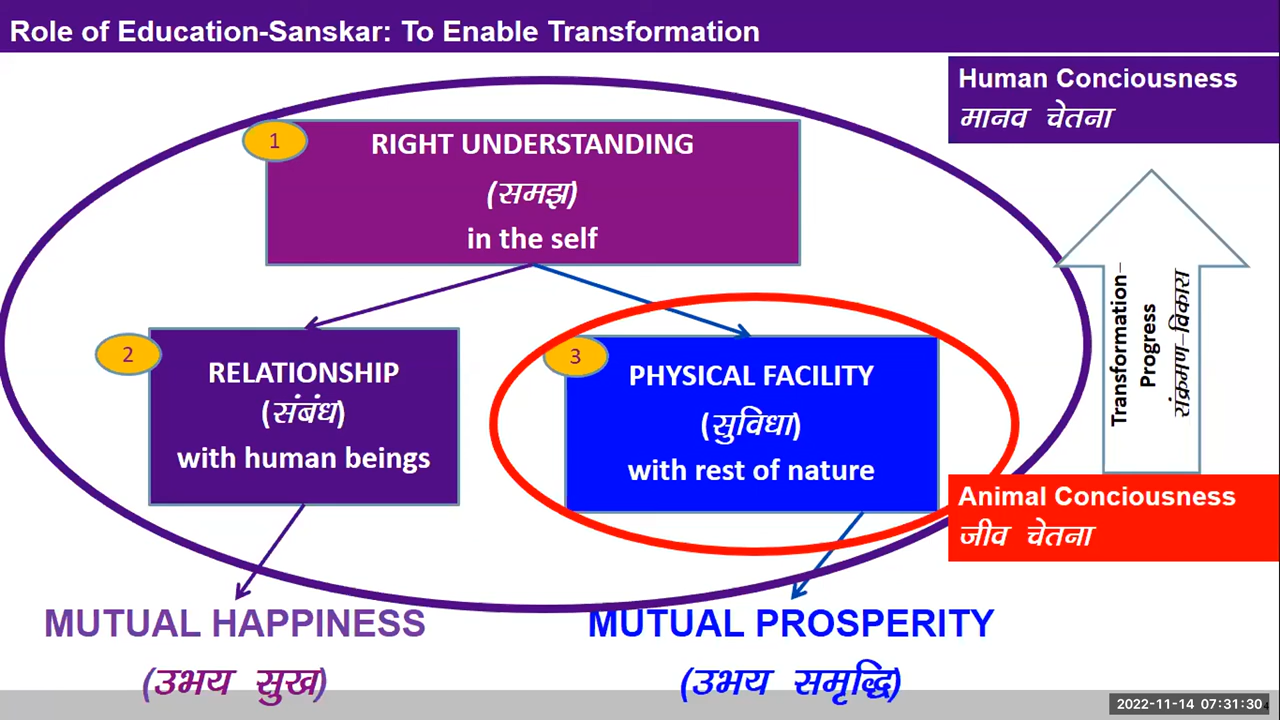 Role of Education-Sanskar: To Enable Transformation
Human Conciousness
मानव चेतना
1
RIGHT UNDERSTANDING
(समझ)
in the self
2
RELATIONSHIP
(संबंध)
with human beings
3
PHYSICAL FACILITY
(सुविधा)
with rest of nature
Transformation–
Progress
संक्रमण–विकास
Animal Conciousness
जीव चेतना
MUTUAL HAPPINESS
(उभय सुख)
MUTUAL PROSPERITY
(उभय समृद्धि)
2022-11-14 07:31:30